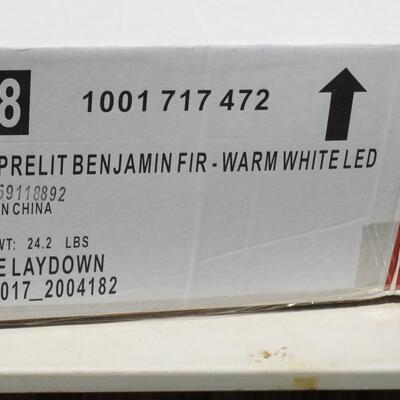 8
1001 717 472
PRELIT BENJAMIN FIR - WARM WHITE LED
59118892
N CHINA
WT: 24.2 LBS
E LAYDOWN
017_2004182